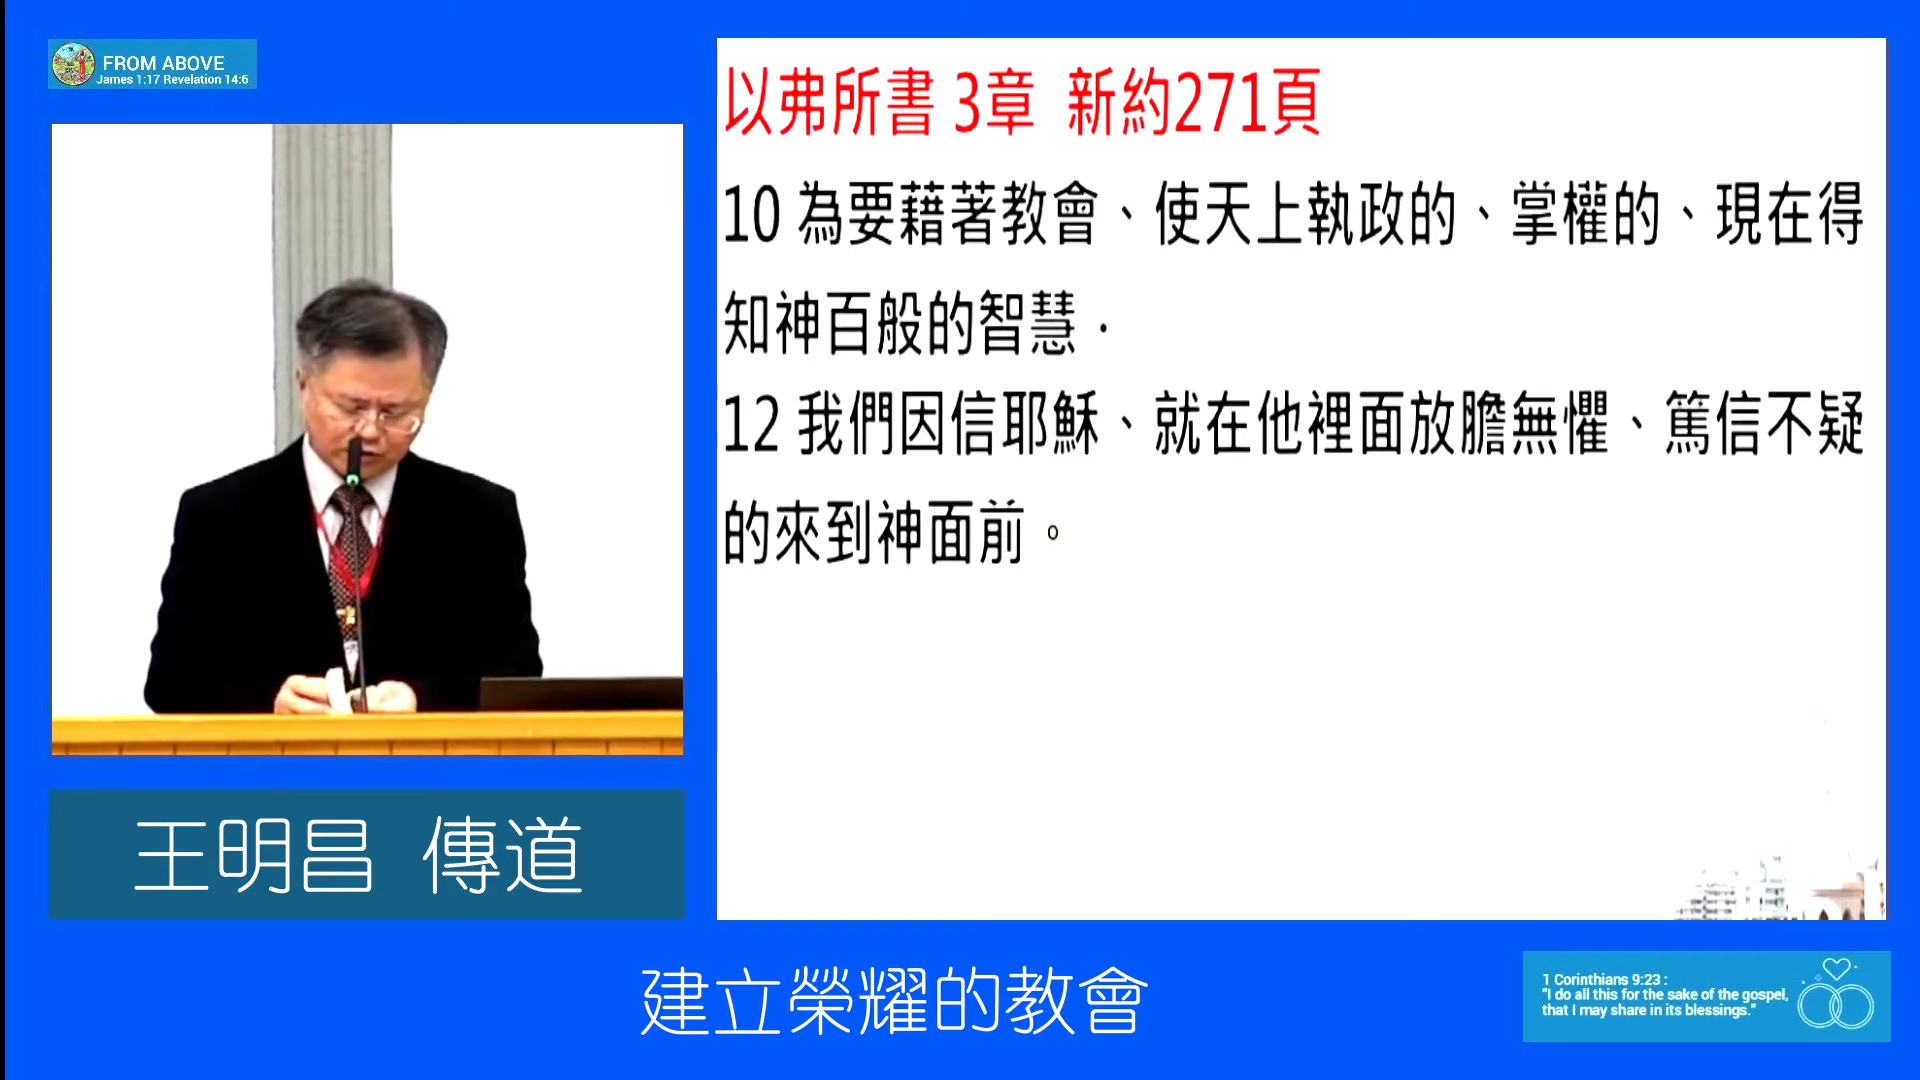 FROM ABOVE
James 1:17 Revelation 14:6
以弗所書 3章 新約271頁
10 為要藉著教會、使天上執政的、掌權的、現在得
知神百般的智慧．
12 我們因信耶穌、就在他裡面放膽無懼、篤信不疑
的來到神面前。
王明昌 傳道
建立榮耀的教會
1 Corinthians 9:23 :
"I do all this for the sake of the gospel,
that I may share in its blessings."